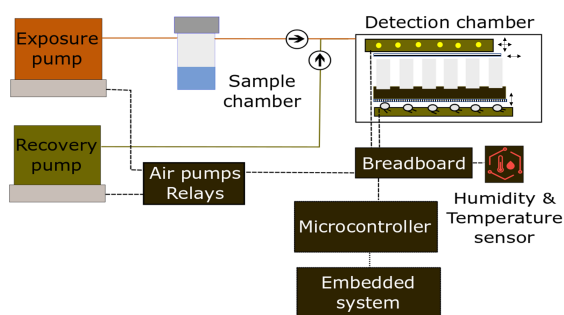 Detection chamber
Exposure
pump
Sample
chamber
Recovery
pump
Air pumps
Relays
Breadboard
Humidity &
Temperature
sensor
Microcontroller
Embedded
system